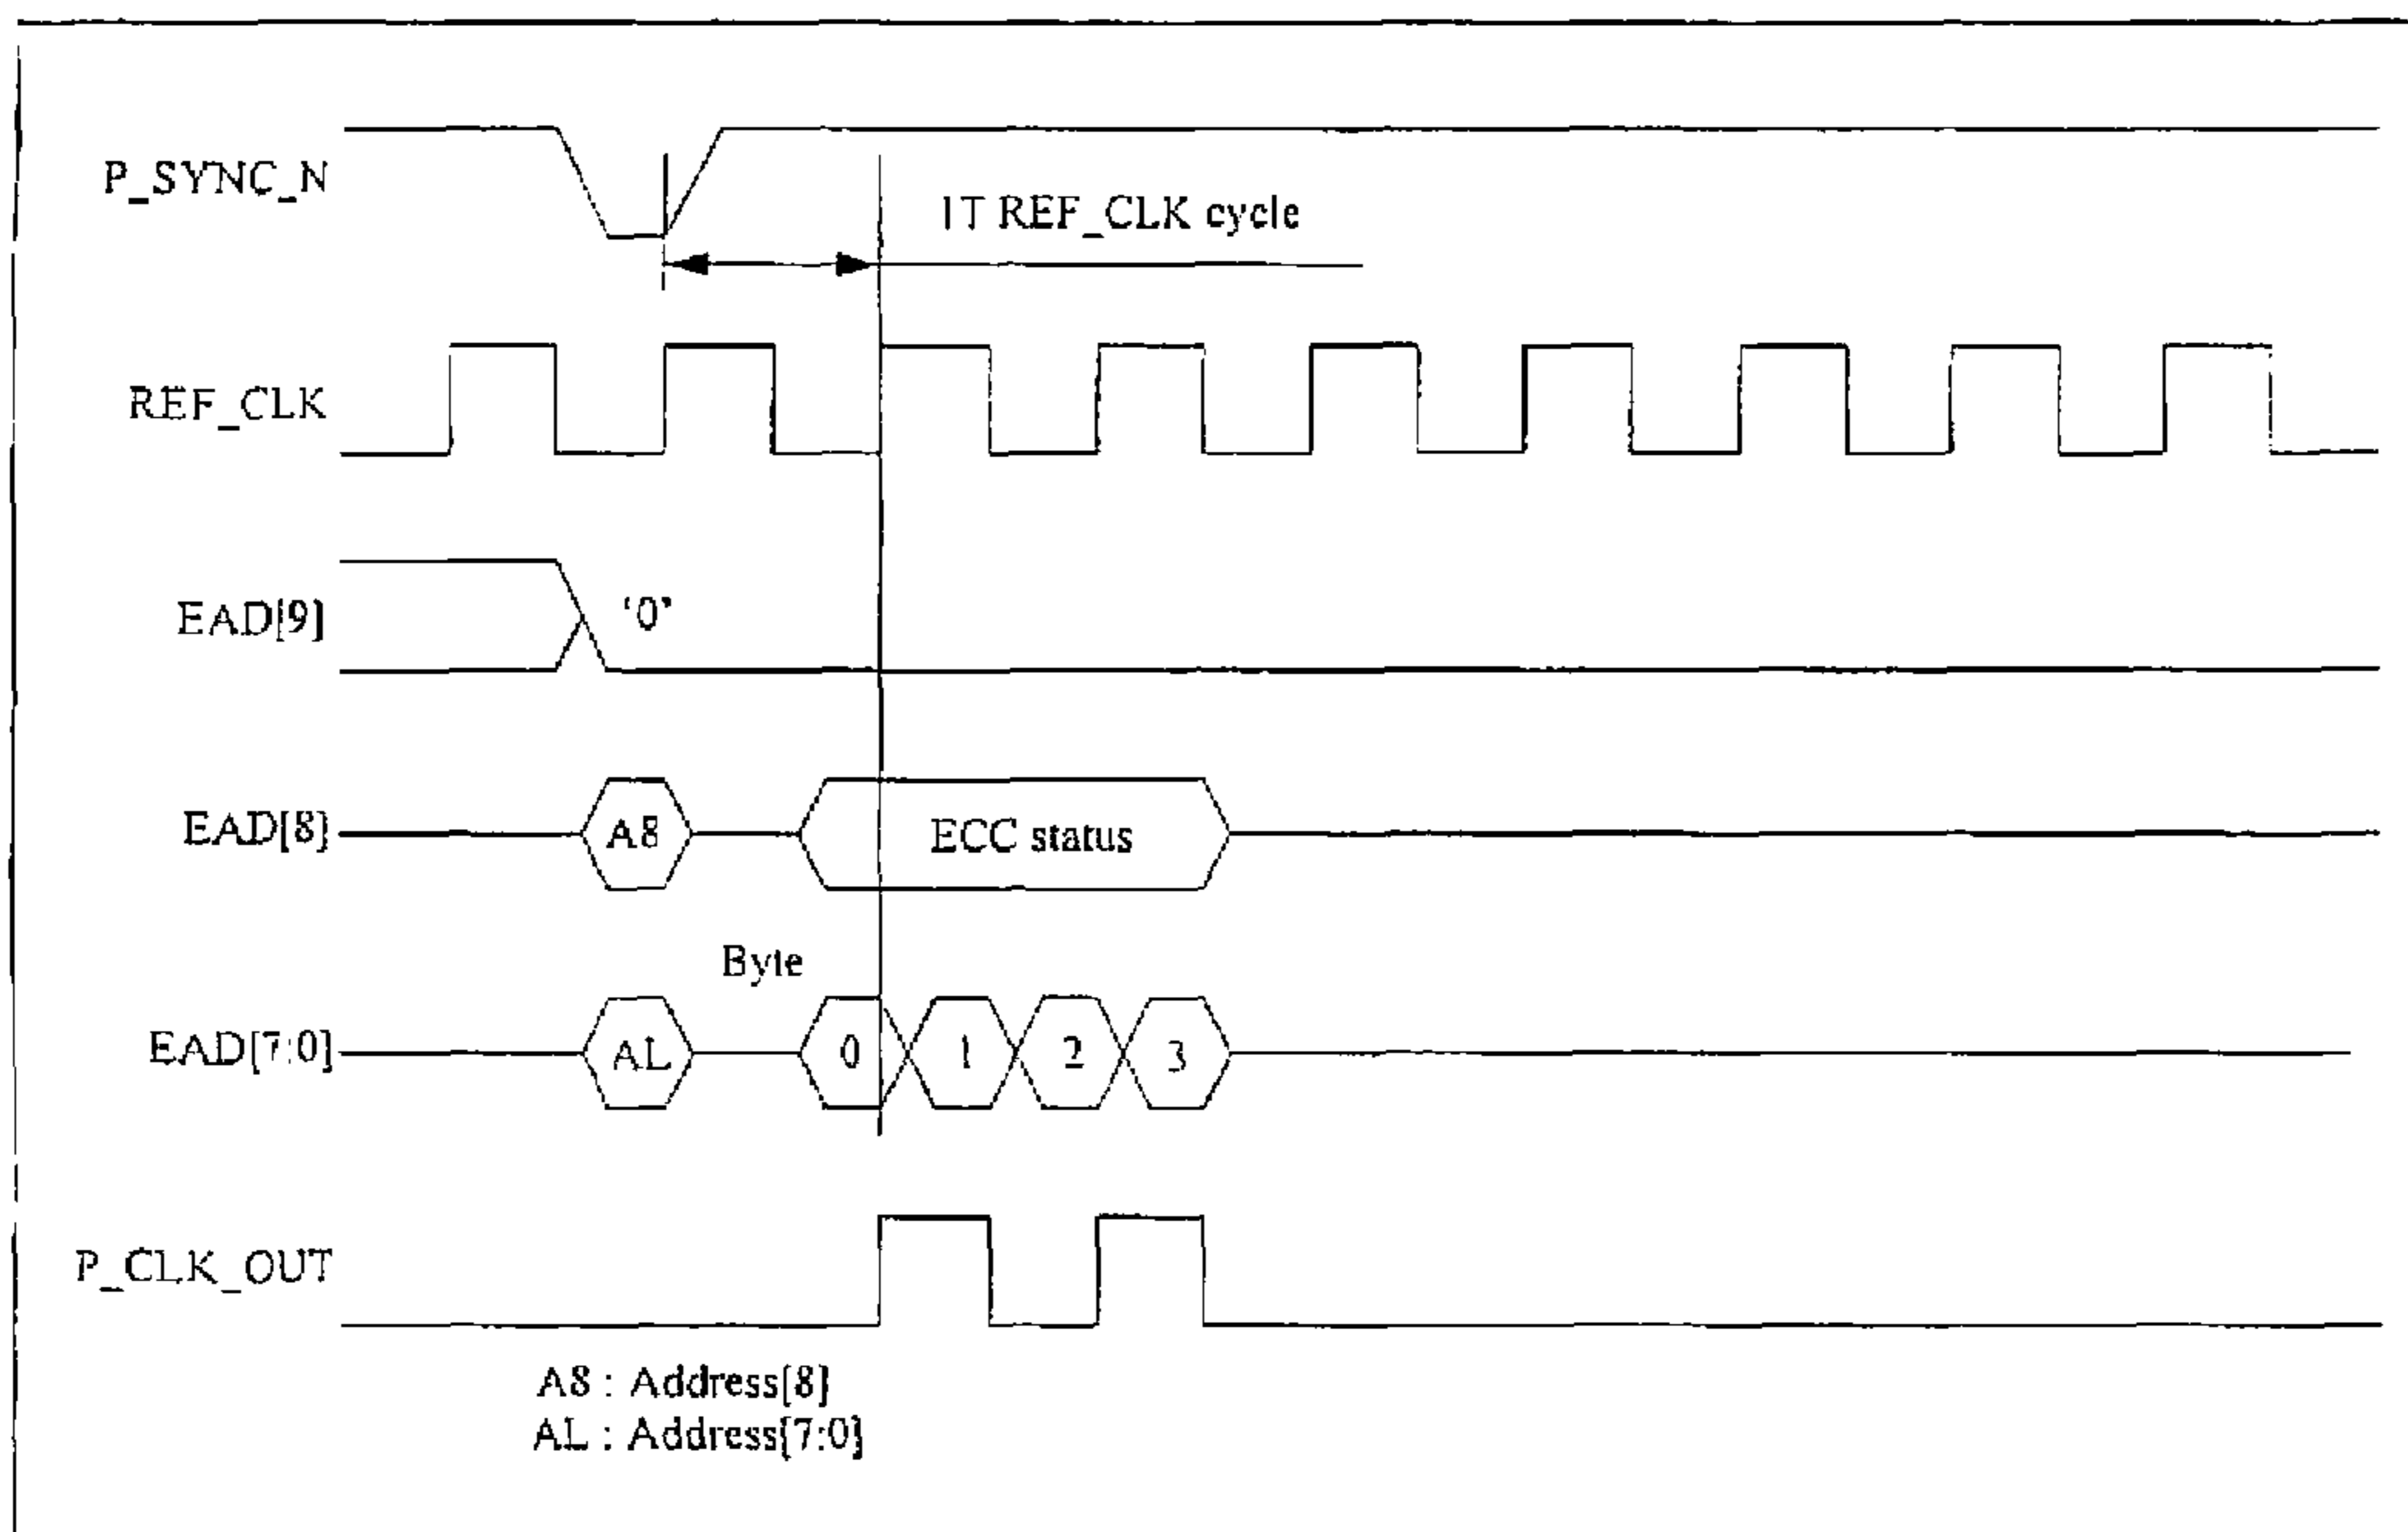 P_SYNC_N
1T REF_CLK cycle
REF_CLK
EAD[9]
‘0’
EAD[8]
A8
ECC status
Byte
EAD[7:0]
AL
0
1
2
3
P_CLK_OUT
A8 : Address[8]
AL : Address[7:0]